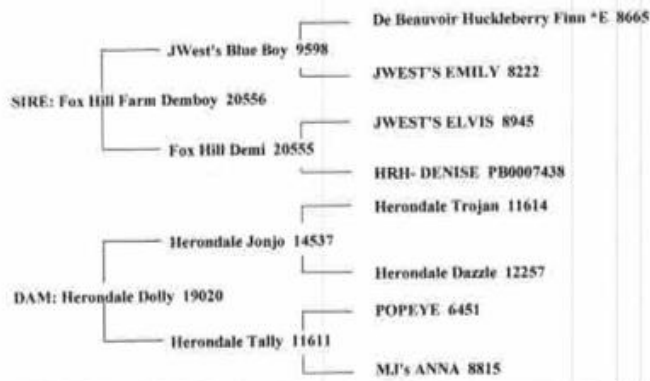 De Beauvoir Huckleberry Finn *E 8665
JWest's Blue Boy 9598
JWEST'S EMILY 8222
SIRE: Fox Hill Farm Demboy 20556
JWEST'S ELVIS 8945
Fox Hill Demi 20555
HRH- DENISE PB0007438
Herondale Trojan 11614
Herondale Jonjo 14537
Herondale Dazzle 12257
DAM: Herondale Dolly 19020
POPEYE 6451
Herondale Tally 11611
MJ's ANNA 8815